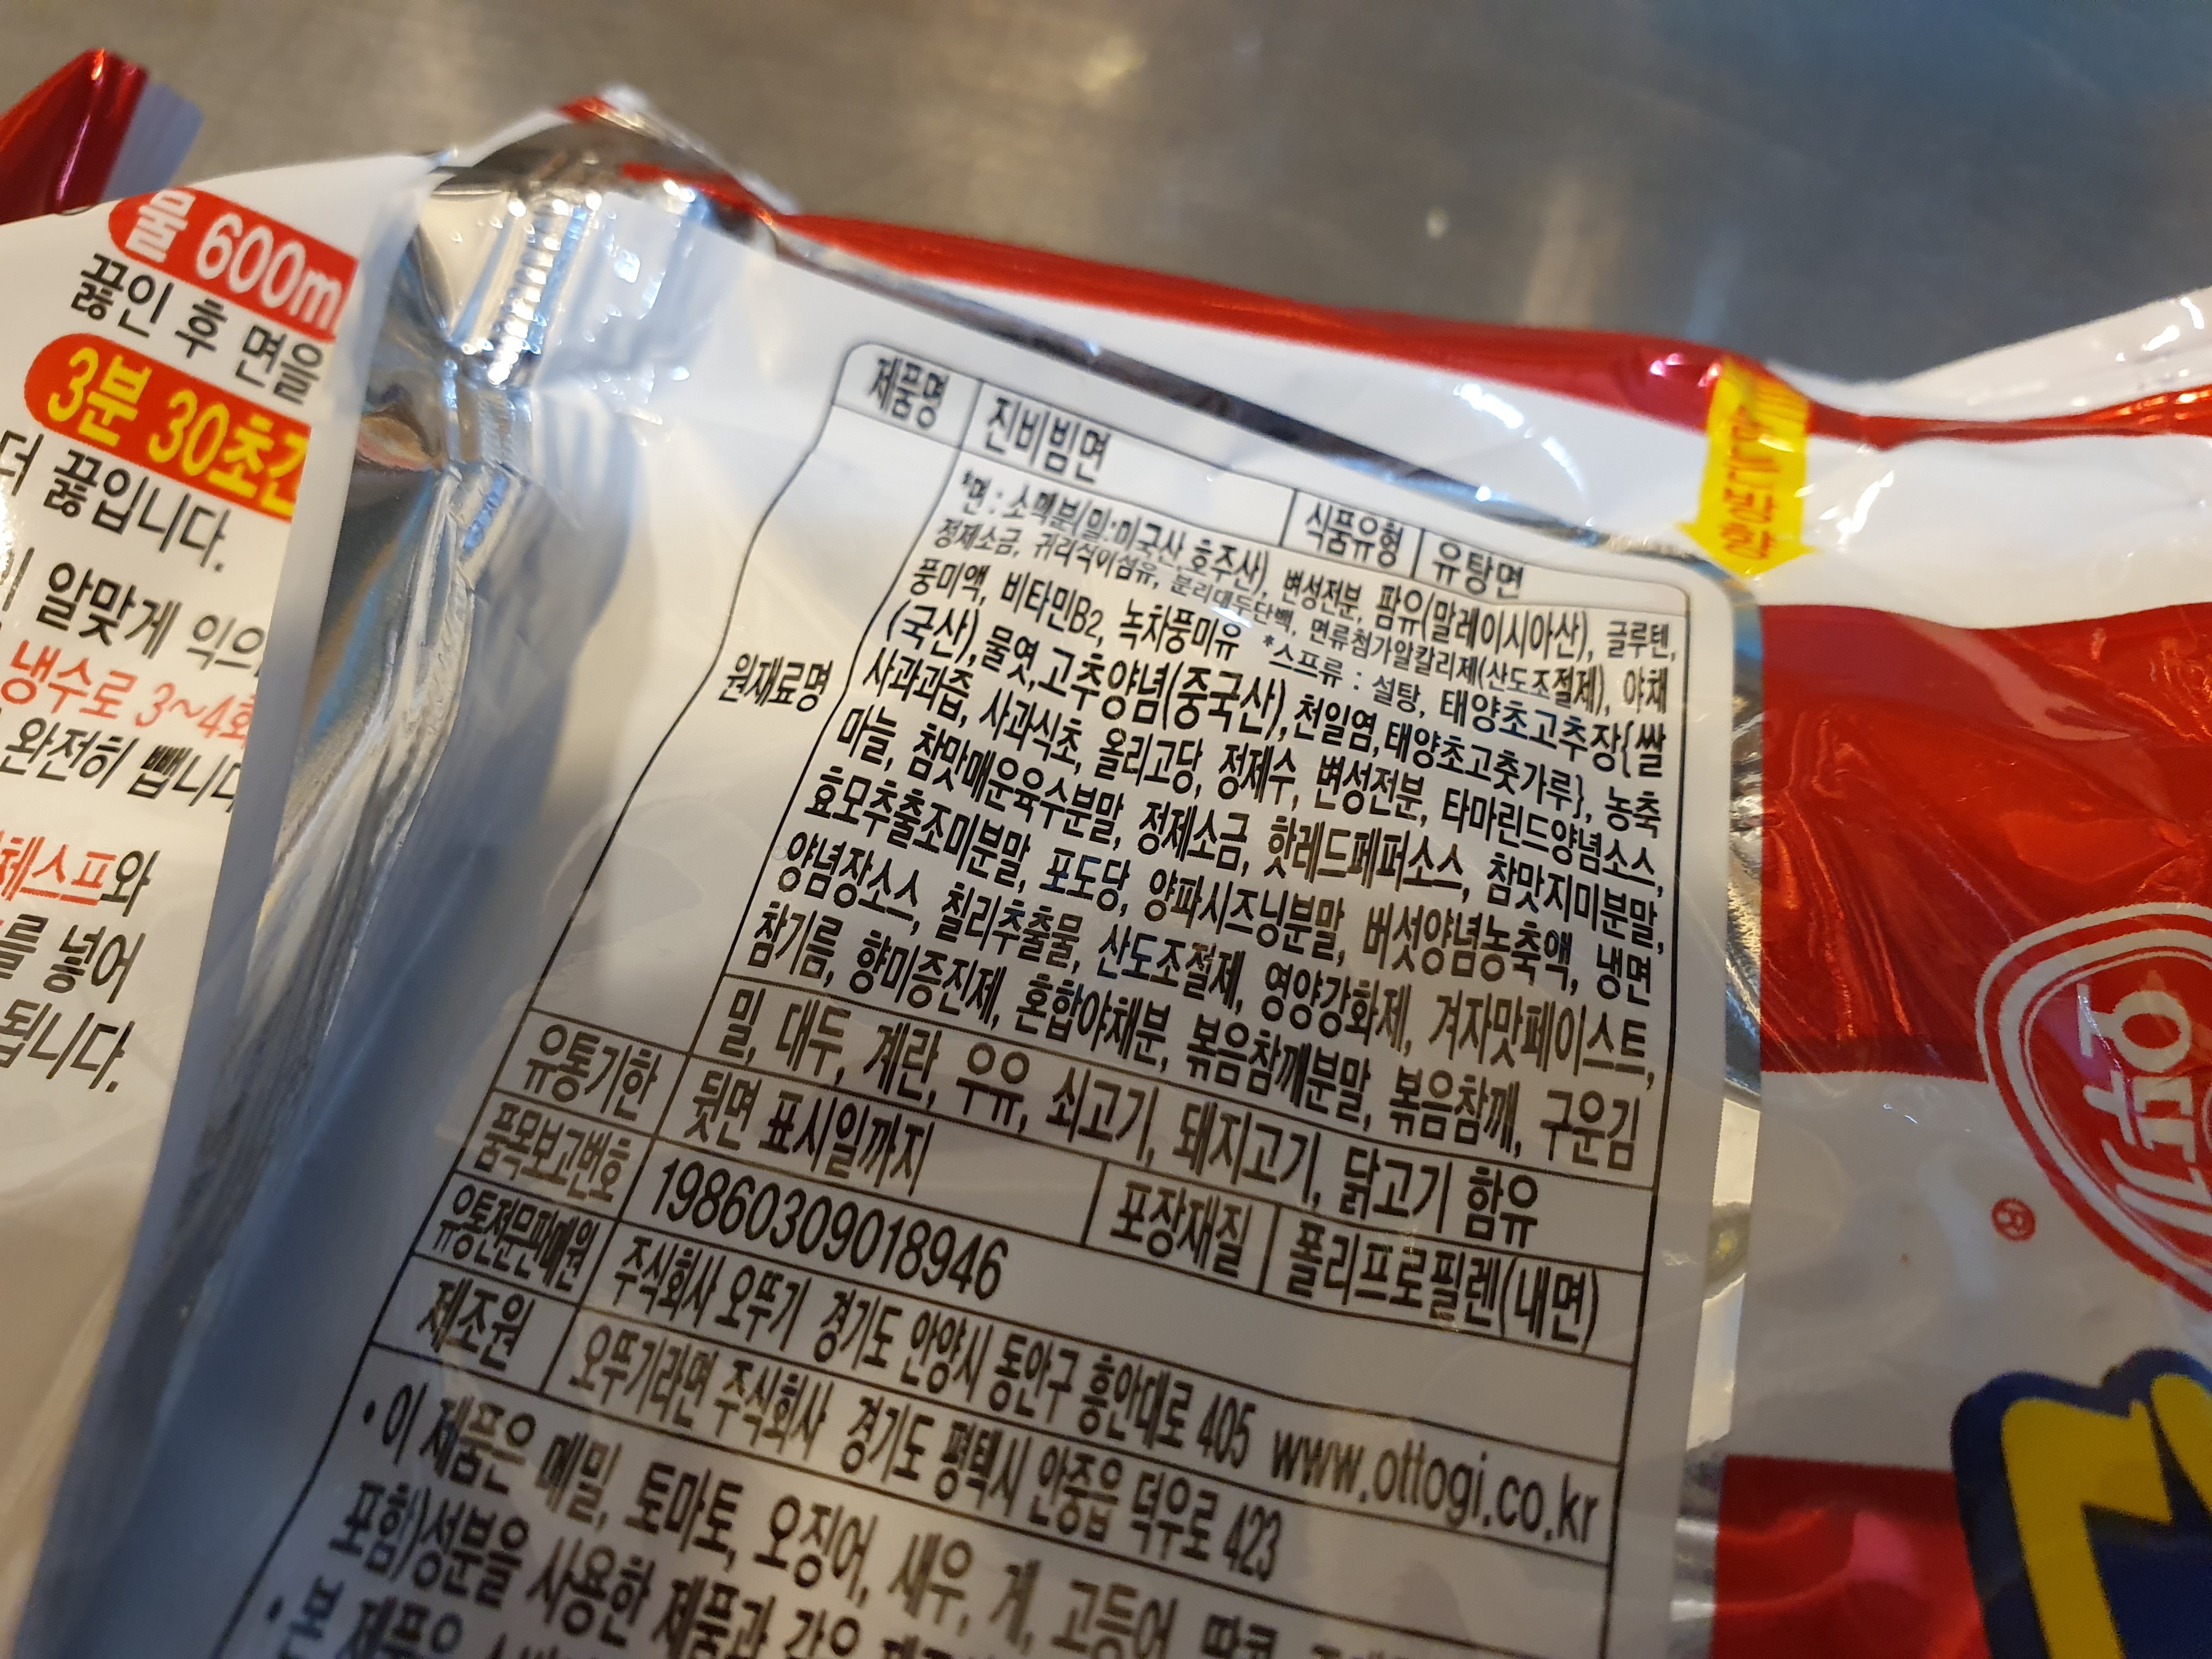 물 600m
끓인 후 면을
3분 30초간
더 끓입니다.
알맞게 익으
냉수로 3~4회
완전히 뺍니다
체스프와
를 넣어
됩니다.
제품명 진비빔면 식품유형 유탕면
원재료명
*면 : 소맥분(밀:미국산,호주산), 변성전분, 팜유(말레이시아산), 글루텐,
정제소금, 귀리식이섬유, 분리대두단백, 면류첨가알칼리제(산도조절제), 야채
풍미액, 비타민B2, 녹차풍미유 *스프류 : 설탕, 태양초고추장{쌀
(국산),물엿,고추양념(중국산),천일염,태양초고춧가루}, 농축
사과과즙, 사과식초, 올리고당, 정제수, 변성전분, 타마린드양념소스,
마늘, 참맛매운육수분말, 정제소금, 핫레드페퍼소스, 참맛지미분말,
효모추출조미분말, 포도당, 양파시즈닝분말, 버섯양념농축액, 냉면
양념장소스, 칠리추출물, 산도조절제, 영양강화제, 겨자맛페이스트,
참기름, 향미증진제, 혼합야채분, 볶음참깨분말, 볶음참깨, 구운김
밀, 대두, 계란, 우유, 쇠고기, 돼지고기, 닭고기 함유
유통기한 뒷면 표시일까지 포장재질 폴리프로필렌(내면)
품목보고번호 19860309018946
유통전문판매원 주식회사 오뚜기 경기도 안양시 동안구 흥안대로 405 www.ottogi.co.kr
제조원 오뚜기라면 주식회사 경기도 평택시 안중읍 덕우로 423
• 이 제품은 메밀, 토마토, 오징어, 새우, 게, 고등어, 땅콩,
포함)성분을 사용한 제품과 같은
제품은
오뚜기
®